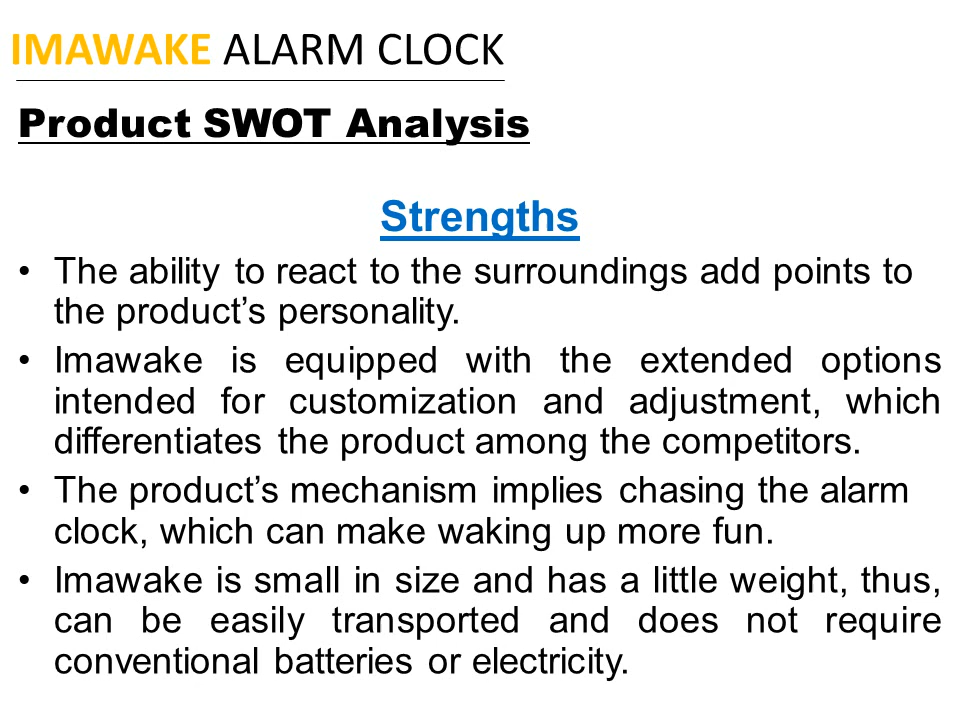 IMAWAKE ALARM CLOCK
Product SWOT Analysis
Strengths
• The ability to react to the surroundings add points to
the product’s personality.
• Imawake is equipped with the extended options
intended for customization and adjustment, which
differentiates the product among the competitors.
• The product’s mechanism implies chasing the alarm
clock, which can make waking up more fun.
• Imawake is small in size and has a little weight, thus,
can be easily transported and does not require
conventional batteries or electricity.